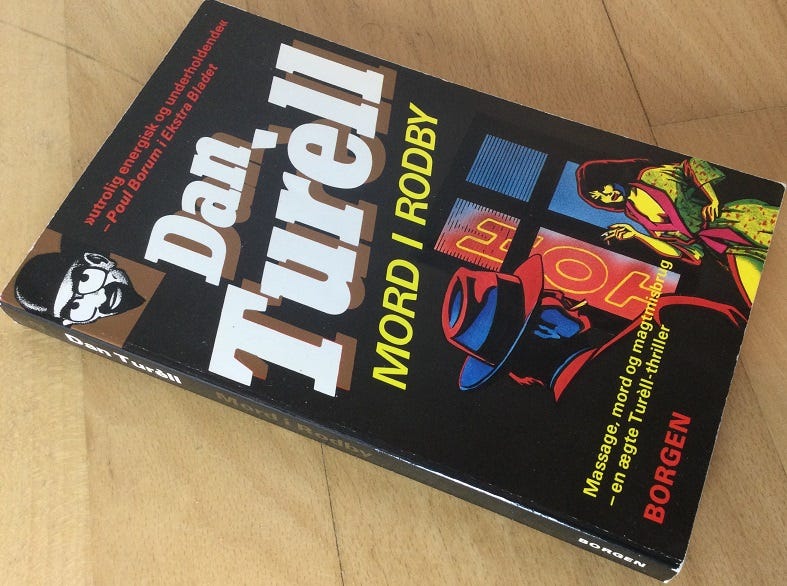 »utrolig energisk og underholdende«
– Poul Borum i Ekstra Bladet
Dan
Turèll
MORD I RODBY
HOT
Massage, mord og magtmisbrug
– en ægte Turèll-thriller
BORGEN
Dan Turèll
Mord i Rodby
BORGEN